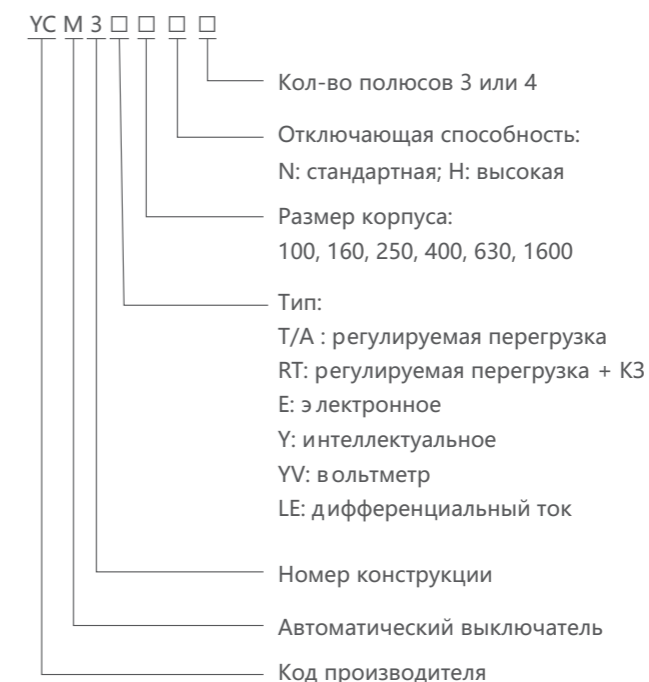 YC M 3 □ □ □ □
Кол-во полюсов 3 или 4
Отключающая способность:
N: стандартная; H: высокая
Размер корпуса:
100, 160, 250, 400, 630, 1600
Тип:
T/A : регулируемая перегрузка
RT: регулируемая перегрузка + КЗ
E: электронное
Y: интеллектуальное
YV: вольтметр
LE: дифференциальный ток
Номер конструкции
Автоматический выключатель
Код производителя